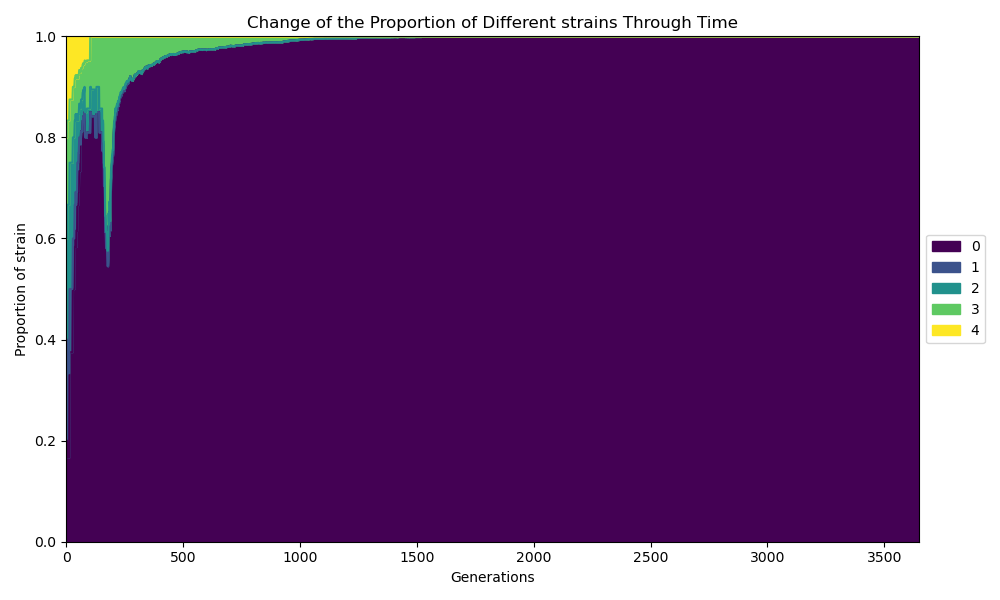 Change of the Proportion of Different strains Through Time
1.0
0.8
0.6
0.4
0.2
0.0
Proportion of strain
0 500 1000 1500 2000 2500 3000 3500
Generations
0
1
2
3
4